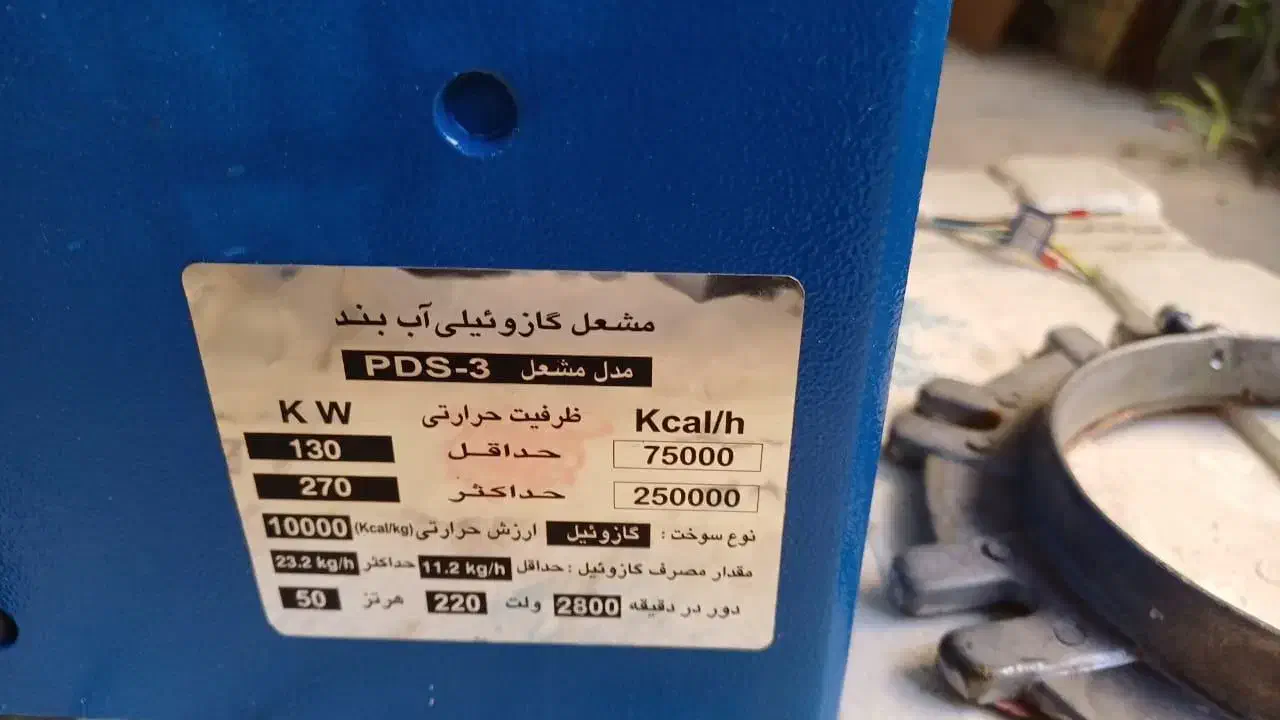 مشعل گازوئیلی آب بند
مدل مشعل PDS-3
Kcal/h ظرفیت حرارتی KW
75000 حداقل 130
250000 حداکثر 270
نوع سوخت : گازوئیل ارزش حرارتی (Kcal/kg) 10000
مقدار مصرف گازوئیل : حداقل 11.2 kg/h حداکثر 23.2 kg/h
دور در دقیقه 2800 ولت 220 هرتز 50